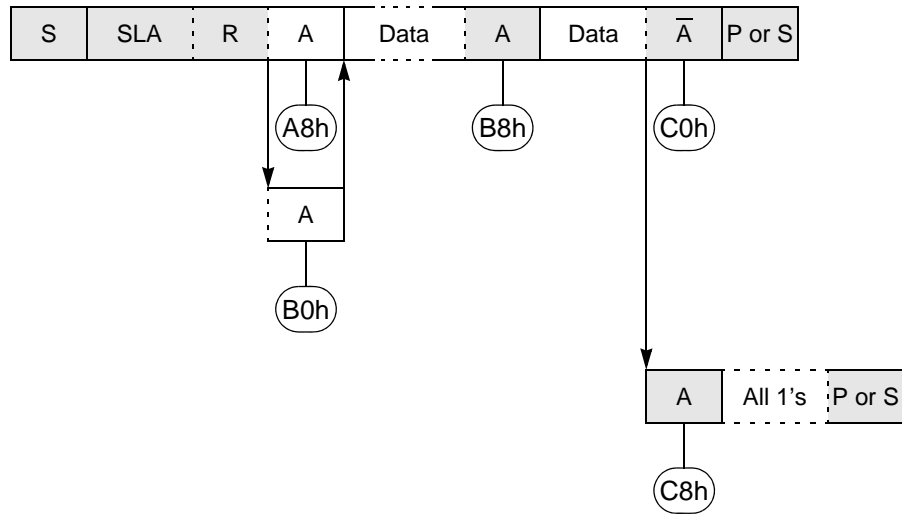 S SLA R A Data A Data A̅ P or S
A8h B8h C0h
A
B0h
A All 1's P or S
C8h